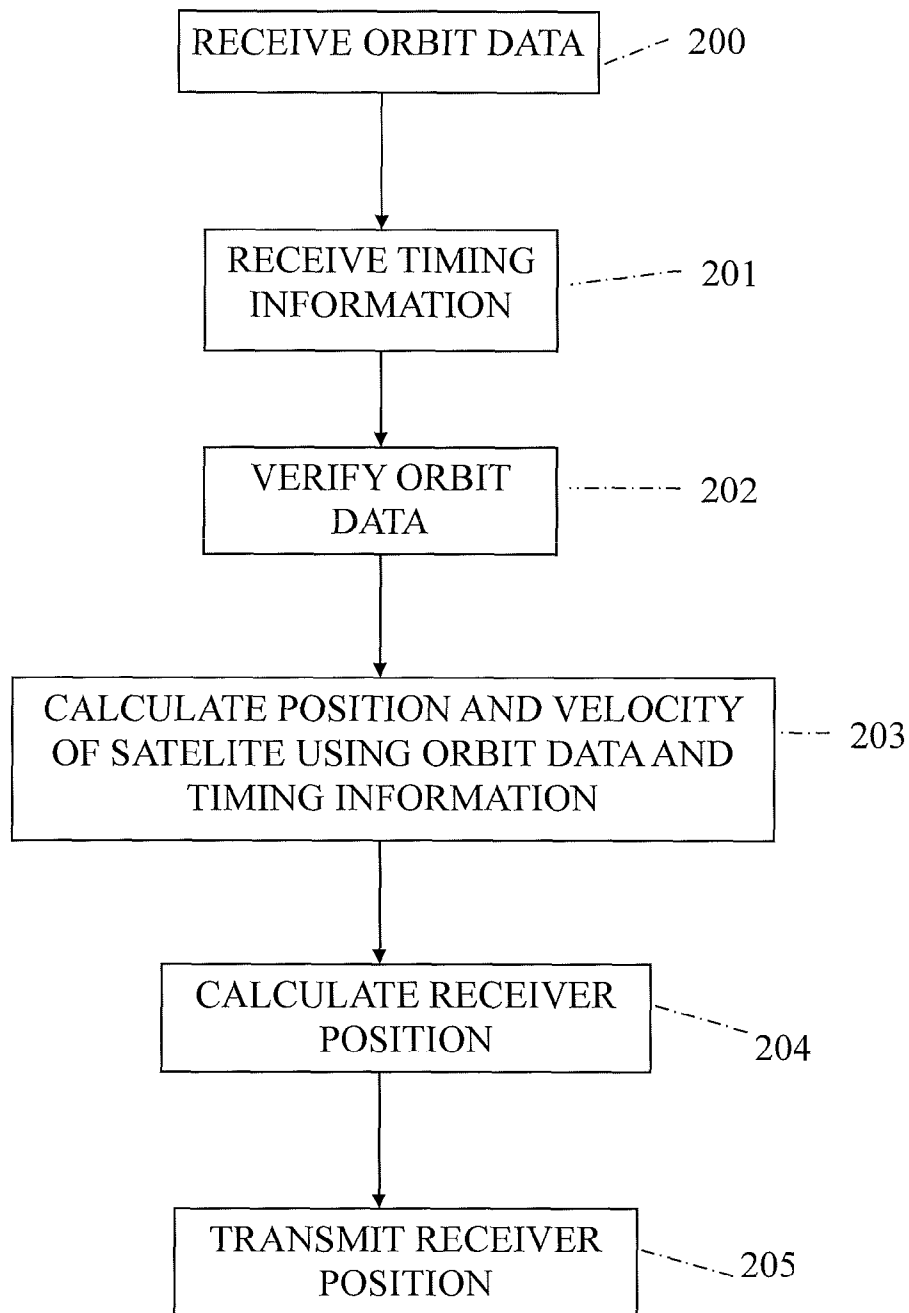 RECEIVE ORBIT DATA
200
RECEIVE TIMING
INFORMATION
201
VERIFY ORBIT
DATA
202
CALCULATE POSITION AND VELOCITY
OF SATELITE USING ORBIT DATA AND
TIMING INFORMATION
203
CALCULATE RECEIVER
POSITION
204
TRANSMIT RECEIVER
POSITION
205